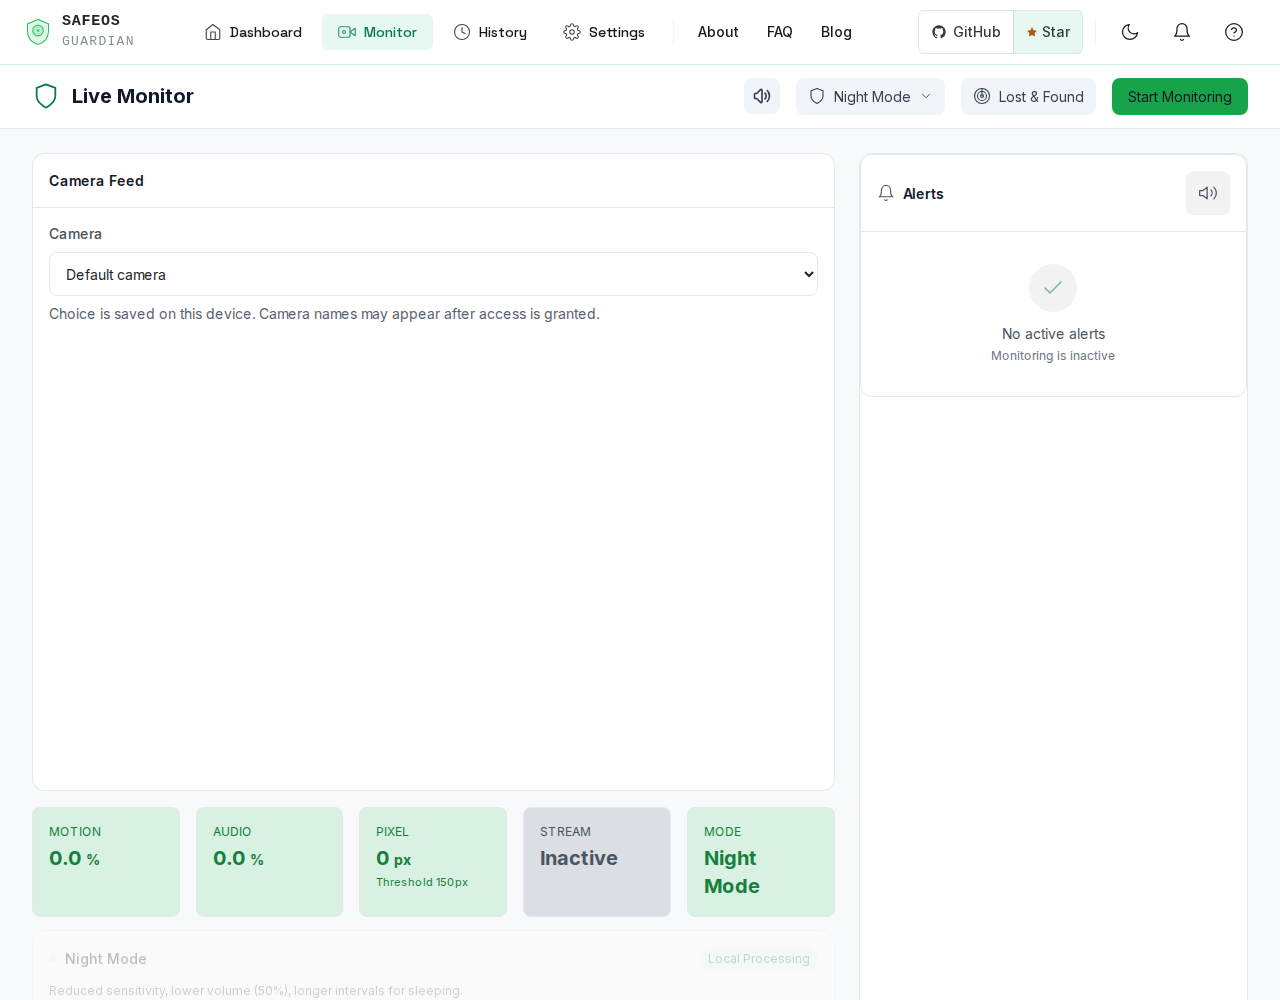 SAFEOS
GUARDIAN
Dashboard
Monitor
History
Settings
About
FAQ
Blog
GitHub
Star
Live Monitor
Night Mode
Lost & Found
Start Monitoring
Camera Feed
Camera
Default camera
Choice is saved on this device. Camera names may appear after access is granted.
Alerts
No active alerts
Monitoring is inactive
MOTION
0.0 %
AUDIO
0.0 %
PIXEL
0 px
Threshold 150px
STREAM
Inactive
MODE
Night
Mode
Night Mode
Local Processing
Reduced sensitivity, lower volume (50%), longer intervals for sleeping.